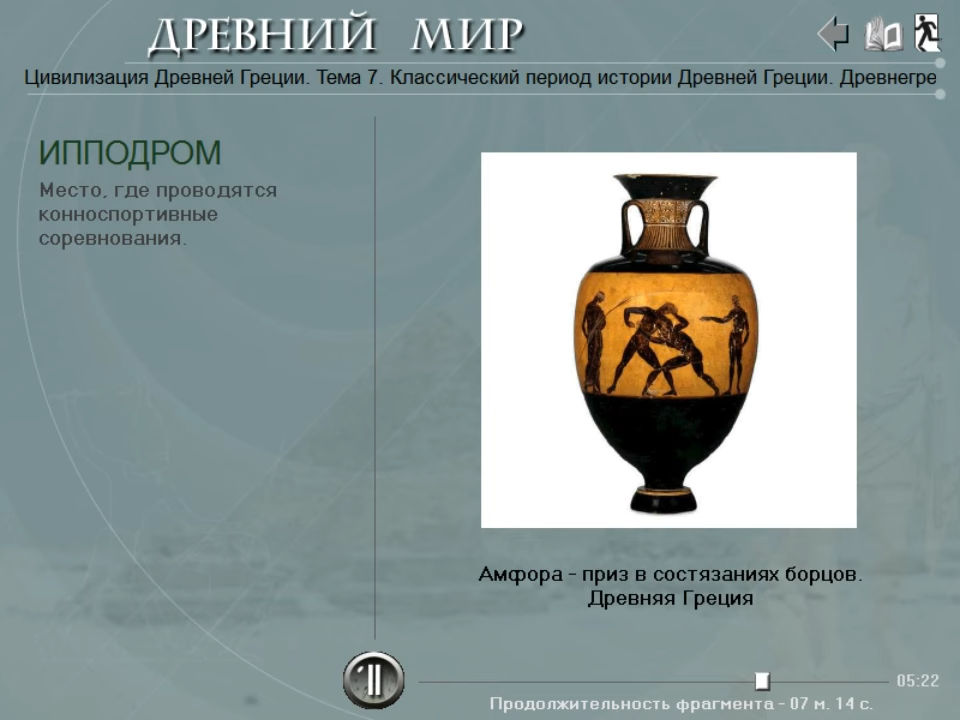 ДРЕВНИЙ МИР
Цивилизация Древней Греции. Тема 7. Классический период истории Древней Греции. Древнегре
ИППОДРОМ
Место, где проводятся
конноспортивные
соревнования.
Амфора - приз в состязаниях борцов.
Древняя Греция
05:22
Продолжительность фрагмента - 07 м. 14 с.